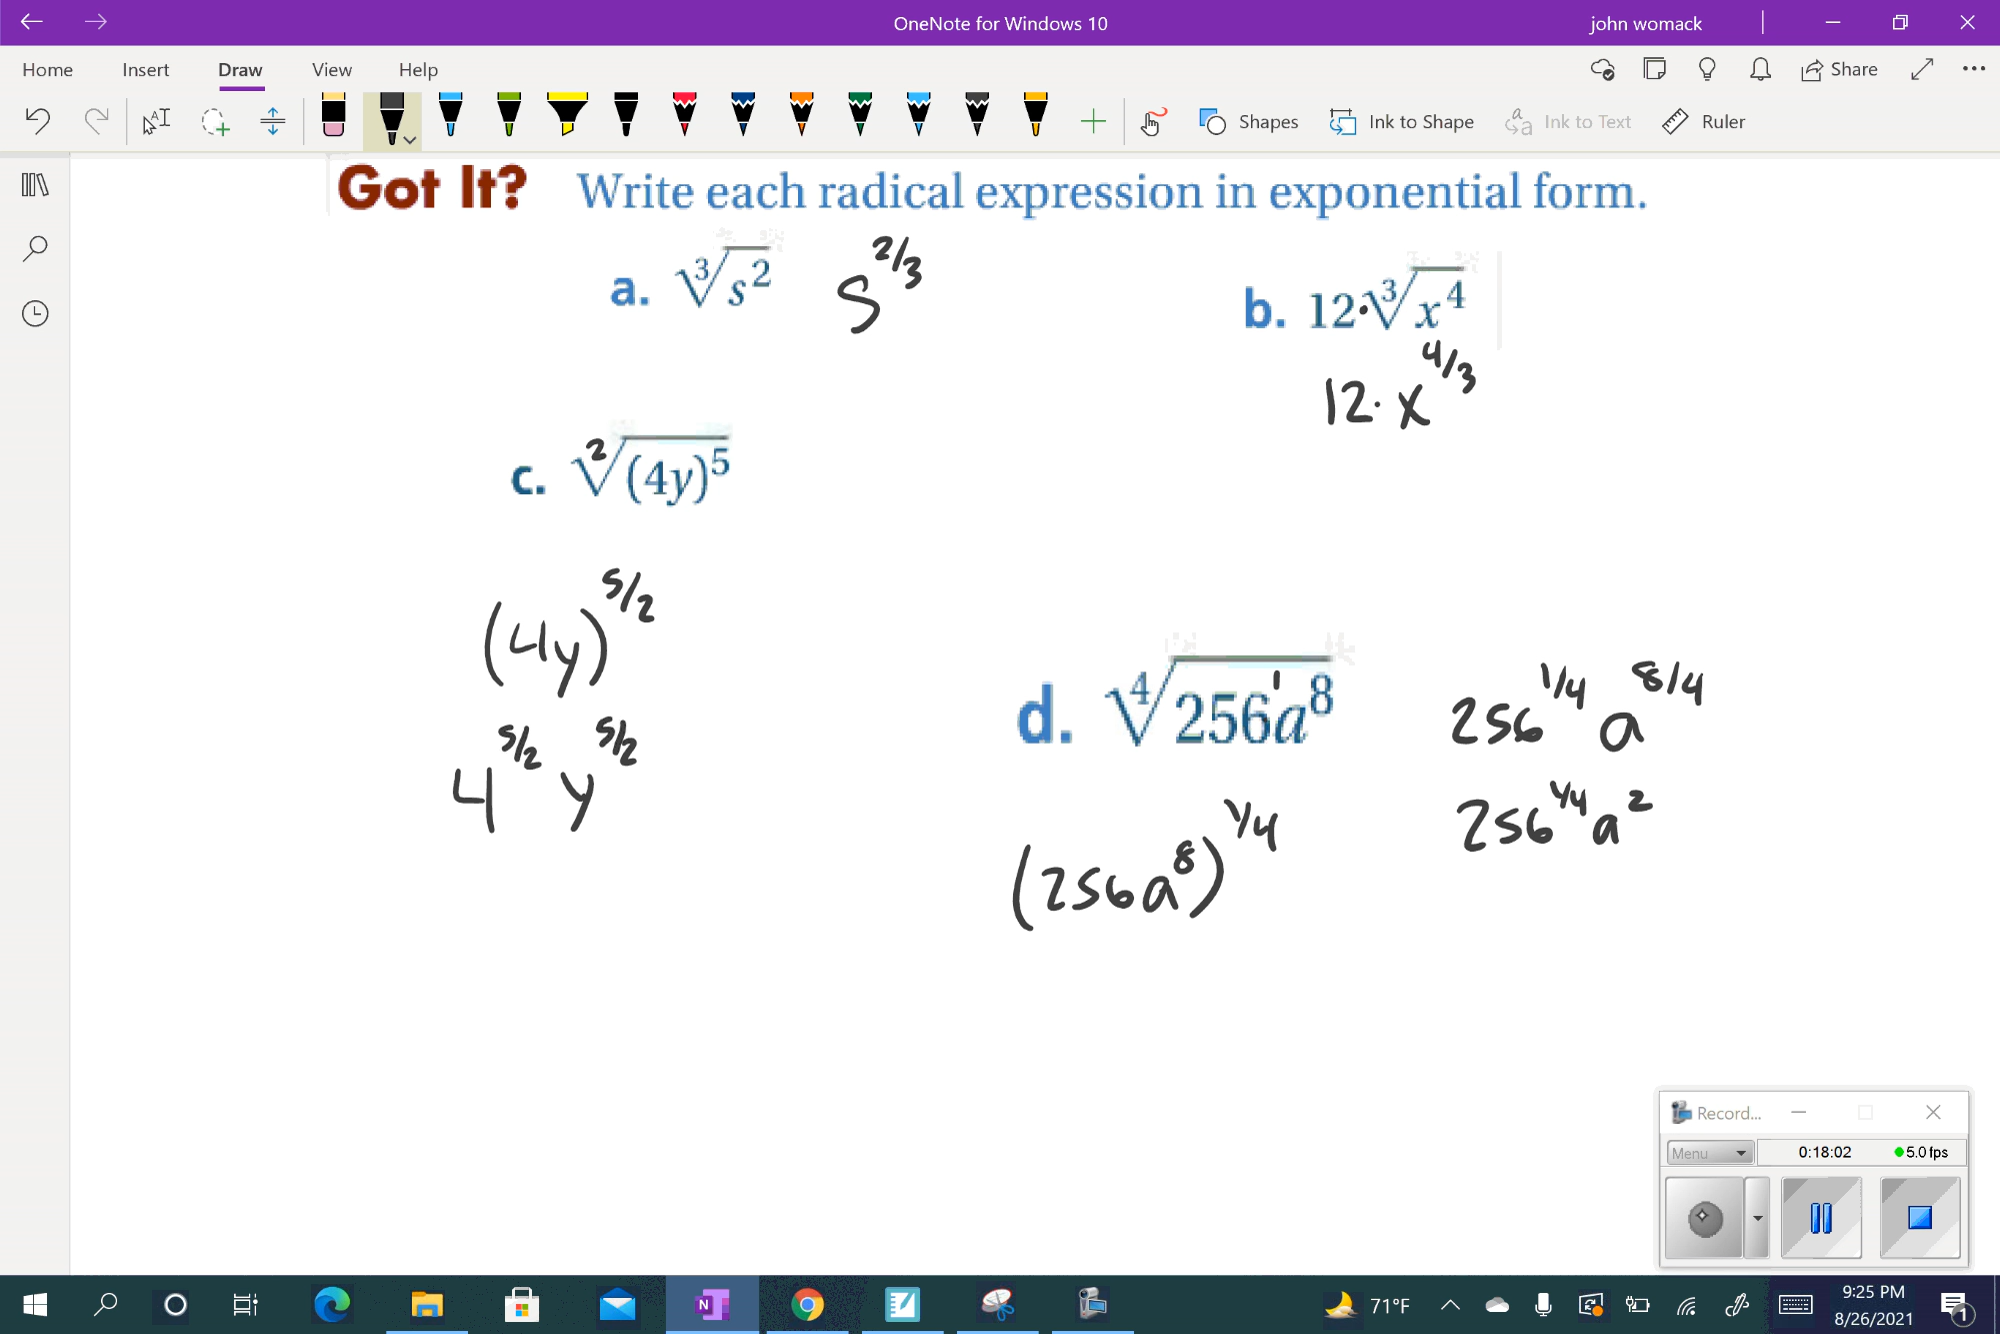 OneNote for Windows 10
john womack
Home Insert Draw View Help
Share
Shapes Ink to Shape Ink to Text Ruler
Got It? Write each radical expression in exponential form.
a. ∛s² s^2/3
b. 12·∛x⁴
12·x^4/3
c. ²√(4y)⁵
(4y)^5/2
4^5/2 y^5/2
d. ∜256¹a⁸
256^1/4 a^8/4
256^1/4 a²
(256a⁸)^1/4
Record...
Menu 0:18:02 5.0 fps
71°F
9:25 PM
8/26/2021
1